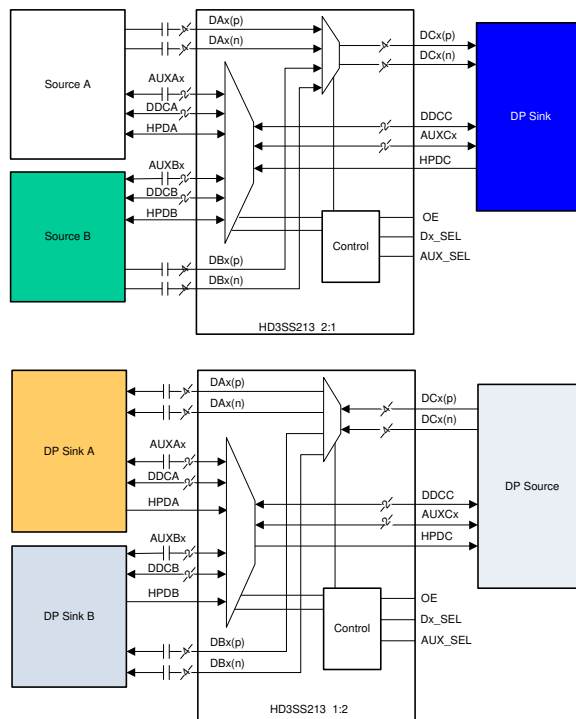 DAx(p)
DAx(n)
DCx(p)
DCx(n)
Source A
AUXAx
DDCA
HPDA
DDCC
AUXCx
HPDC
DP Sink
AUXBx
DDCB
HPDB
Source B
OE
Dx_SEL
AUX_SEL
Control
DBx(p)
DBx(n)
HD3SS213 2:1
DAx(p)
DAx(n)
DCx(p)
DCx(n)
DP Sink A
AUXAx
DDCA
HPDA
DDCC
AUXCx
HPDC
DP Source
AUXBx
DDCB
HPDB
DP Sink B
OE
Dx_SEL
AUX_SEL
Control
DBx(p)
DBx(n)
HD3SS213 1:2